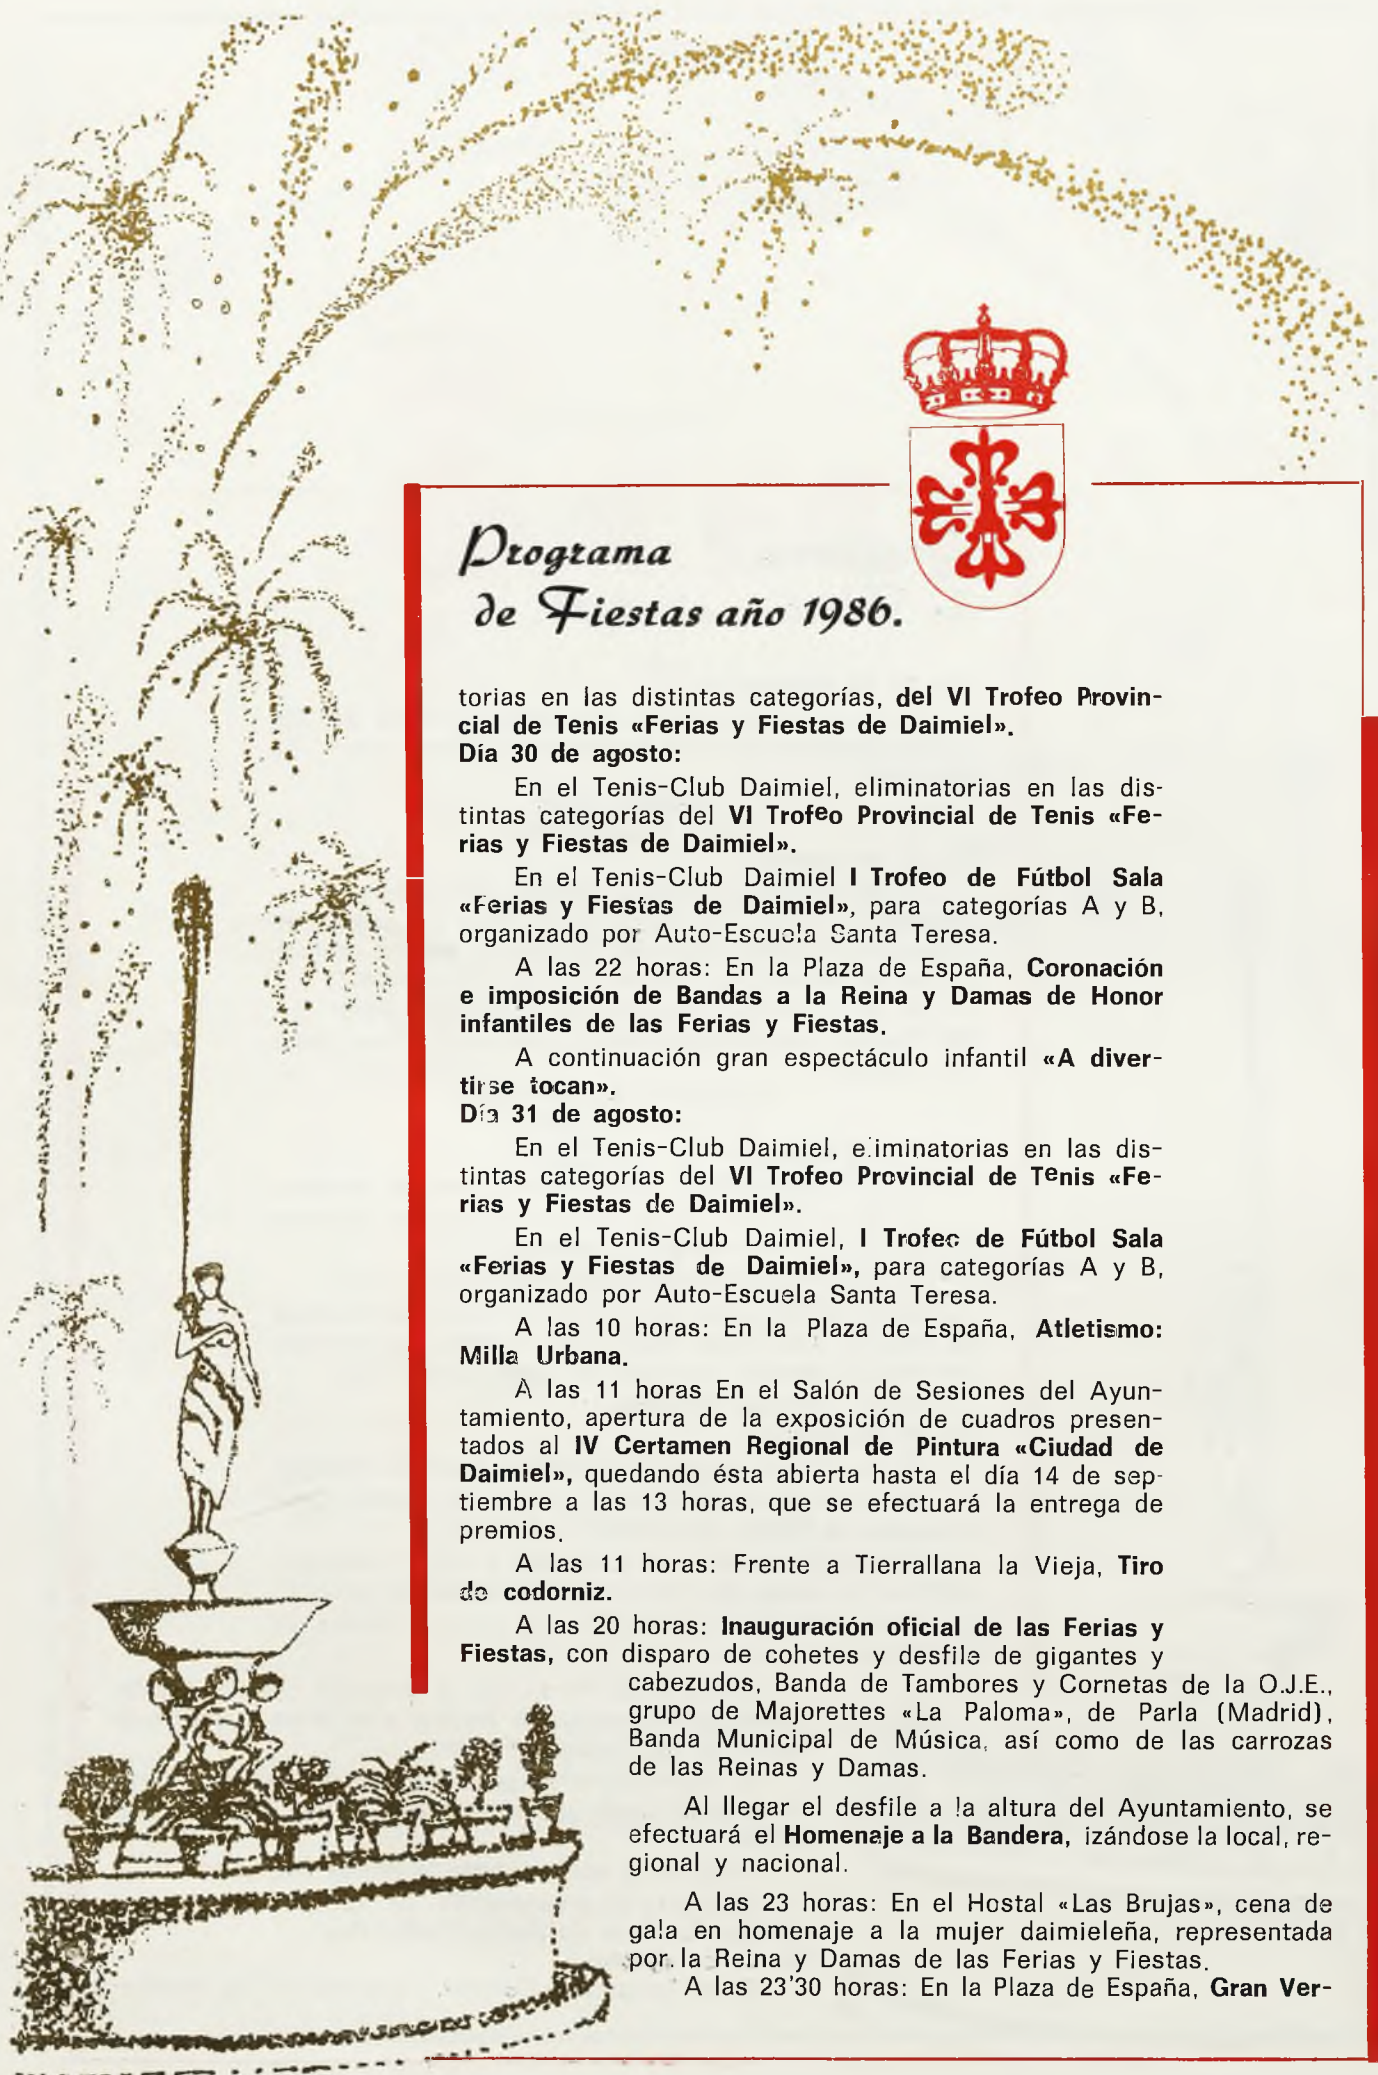 Programa
de Fiestas año 1986.
torias en las distintas categorías, del VI Trofeo Provin-
cial de Tenis «Ferias y Fiestas de Daimiel».
Día 30 de agosto:
En el Tenis-Club Daimiel, eliminatorias en las dis-
tintas categorías del VI Trofeo Provincial de Tenis «Fe-
rias y Fiestas de Daimiel».
En el Tenis-Club Daimiel I Trofeo de Fútbol Sala
«Ferias y Fiestas de Daimiel», para categorías A y B,
organizado por Auto-Escuela Santa Teresa.
A las 22 horas: En la Plaza de España, Coronación
e imposición de Bandas a la Reina y Damas de Honor
infantiles de las Ferias y Fiestas.
A continuación gran espectáculo infantil «A diver-
tirse tocan».
Día 31 de agosto:
En el Tenis-Club Daimiel, eliminatorias en las dis-
tintas categorías del VI Trofeo Provincial de Tenis «Fe-
rias y Fiestas de Daimiel».
En el Tenis-Club Daimiel, I Trofeo de Fútbol Sala
«Ferias y Fiestas de Daimiel», para categorías A y B,
organizado por Auto-Escuela Santa Teresa.
A las 10 horas: En la Plaza de España, Atletismo:
Milla Urbana.
A las 11 horas En el Salón de Sesiones del Ayun-
tamiento, apertura de la exposición de cuadros presen-
tados al IV Certamen Regional de Pintura «Ciudad de
Daimiel», quedando ésta abierta hasta el día 14 de sep-
tiembre a las 13 horas, que se efectuará la entrega de
premios.
A las 11 horas: Frente a Tierrallana la Vieja, Tiro
de codorniz.
A las 20 horas: Inauguración oficial de las Ferias y
Fiestas, con disparo de cohetes y desfile de gigantes y
cabezudos, Banda de Tambores y Cornetas de la O.J.E.,
grupo de Majorettes «La Paloma», de Parla (Madrid),
Banda Municipal de Música, así como de las carrozas
de las Reinas y Damas.
Al llegar el desfile a la altura del Ayuntamiento, se
efectuará el Homenaje a la Bandera, izándose la local, re-
gional y nacional.
A las 23 horas: En el Hostal «Las Brujas», cena de
gala en homenaje a la mujer daimieleña, representada
por la Reina y Damas de las Ferias y Fiestas.
A las 23'30 horas: En la Plaza de España, Gran Ver-